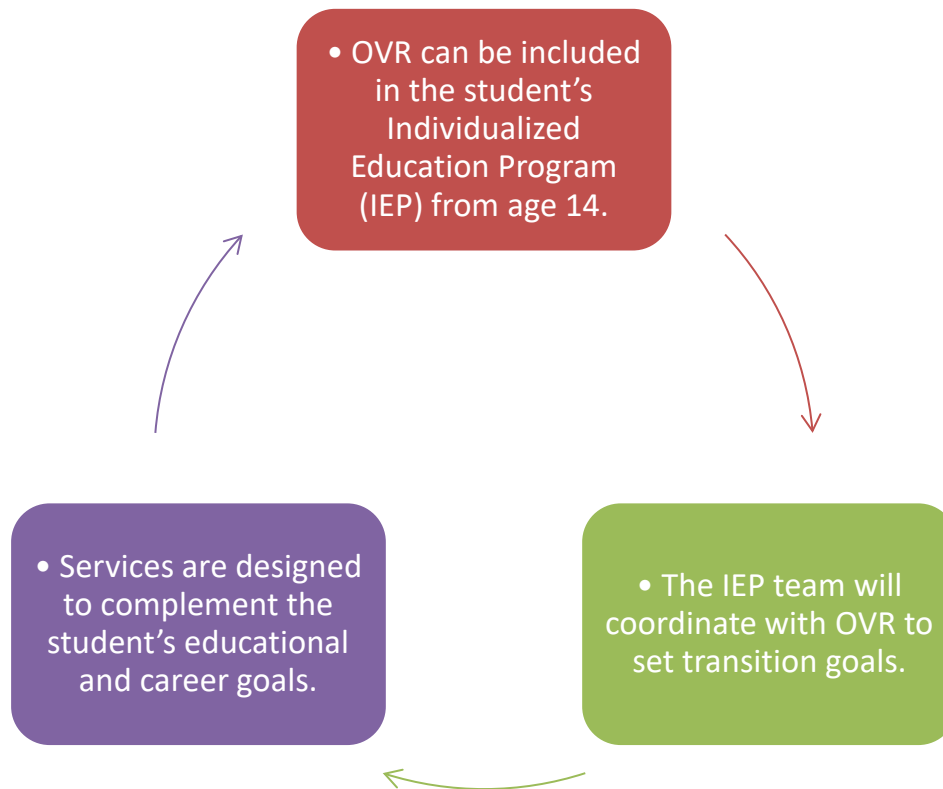 • OVR can be included
in the student’s
Individualized
Education Program
(IEP) from age 14.
• The IEP team will
coordinate with OVR to
set transition goals.
• Services are designed
to complement the
student’s educational
and career goals.